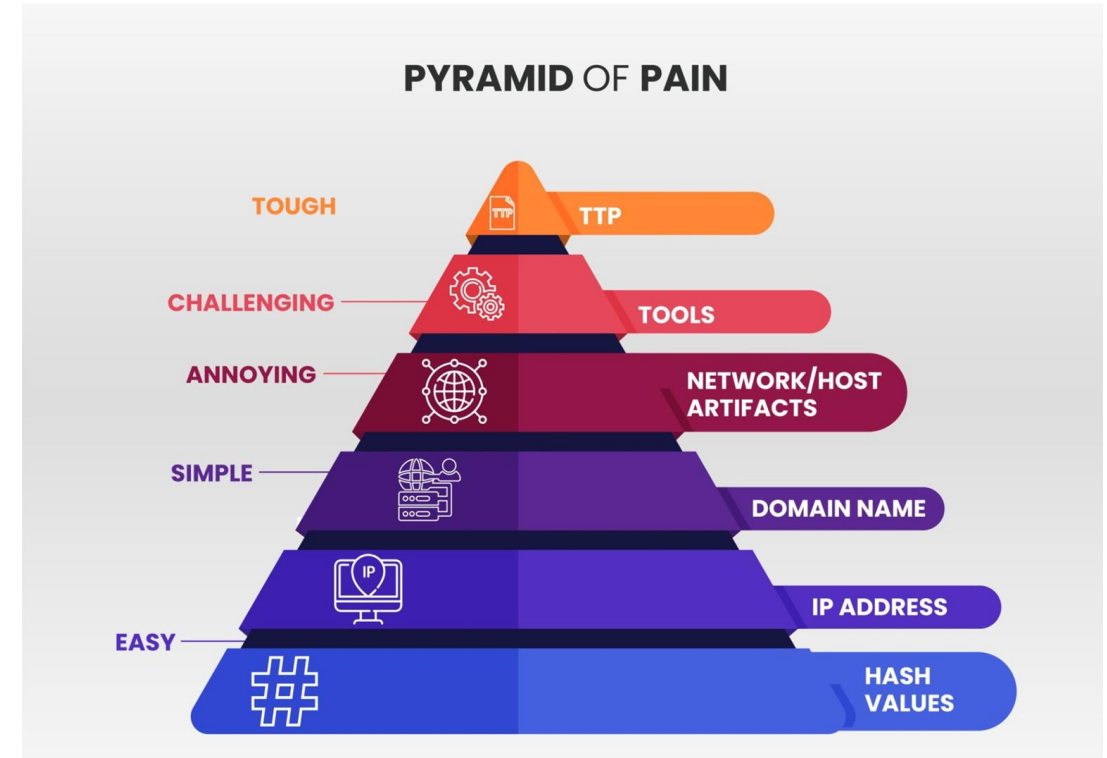 PYRAMID OF PAIN
TOUGH
TTP
TTP
CHALLENGING
TOOLS
ANNOYING
NETWORK/HOST
ARTIFACTS
SIMPLE
DOMAIN NAME
IP
IP ADDRESS
EASY
#
HASH
VALUES